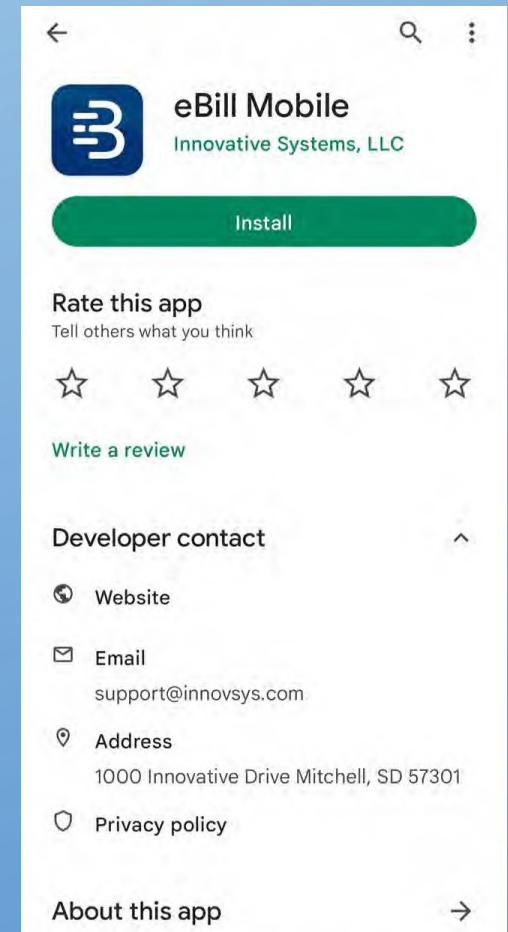 eBill Mobile
Innovative Systems, LLC
Install
Rate this app
Tell others what you think
Write a review
Developer contact
Website
Email
support@innovsys.com
Address
1000 Innovative Drive Mitchell, SD 57301
Privacy policy
About this app